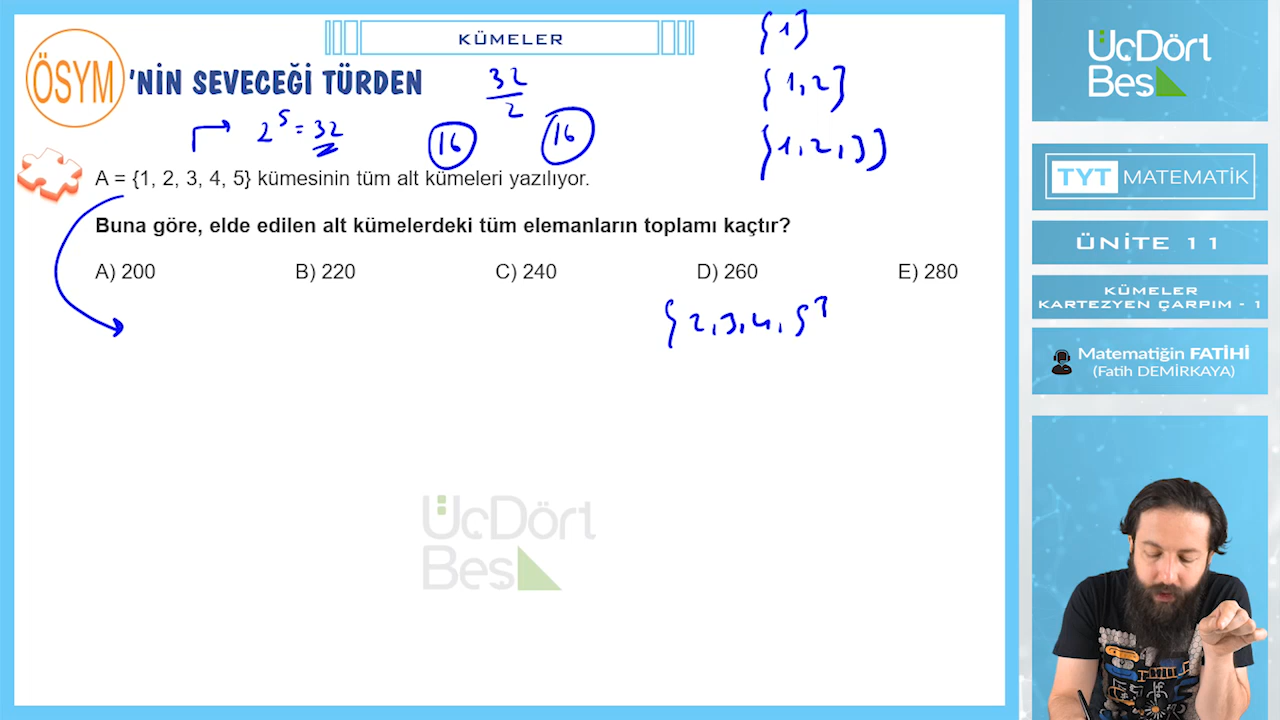 KÜMELER
ÖSYM'NİN SEVECEĞİ TÜRDEN
{1}
{1,2}
{1,2,3}
32
2
2^5 = 32
16
16
A = {1, 2, 3, 4, 5} kümesinin tüm alt kümeleri yazılıyor.
Buna göre, elde edilen alt kümelerdeki tüm elemanların toplamı kaçtır?
A) 200
B) 220
C) 240
D) 260
E) 280
{2,3,4,5}
ÜçDört
Beş
ÜçDört
Beş
TYT MATEMATİK
ÜNİTE 11
KÜMELER
KARTEZYEN ÇARPIM - 1
Matematiğin FATİHİ
(Fatih DEMİRKAYA)